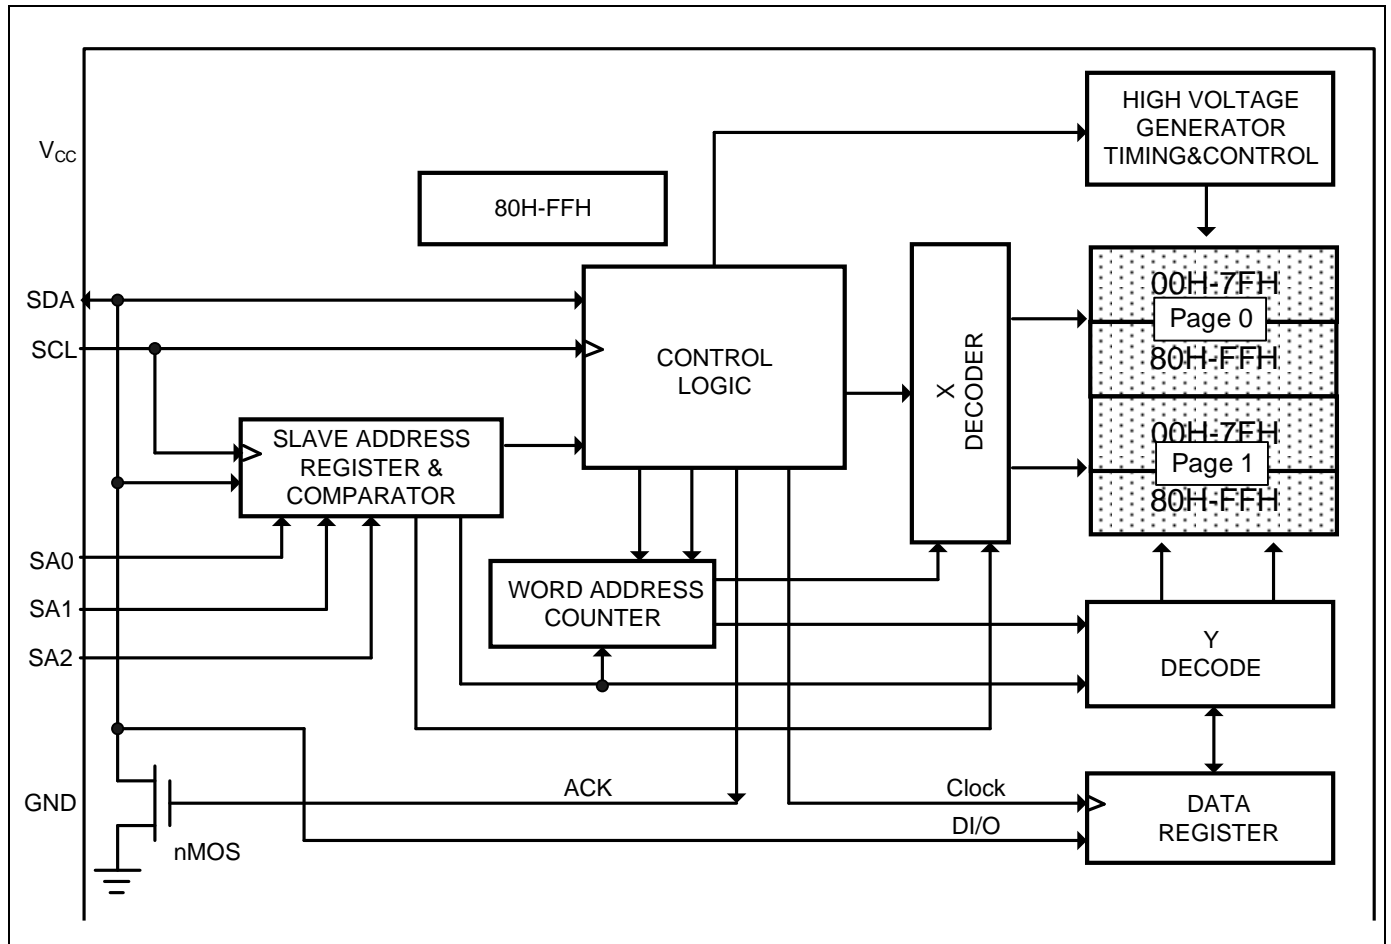 HIGH VOLTAGE
GENERATOR
TIMING&CONTROL
VCC
80H-FFH
SDA
SCL
CONTROL
LOGIC
X
DECODER
00H-7FH
Page 0
80H-FFH
00H-7FH
Page 1
80H-FFH
SLAVE ADDRESS
REGISTER &
COMPARATOR
SA0
SA1
SA2
WORD ADDRESS
COUNTER
Y
DECODE
GND
ACK
Clock
DI/O
DATA
REGISTER
nMOS